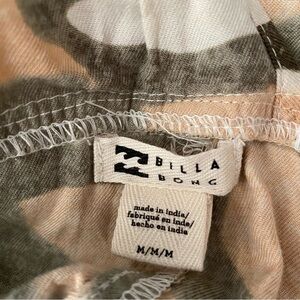 BILLA
BONG
made in india/
fabriqué en inde/
hecho en india
M/M/M